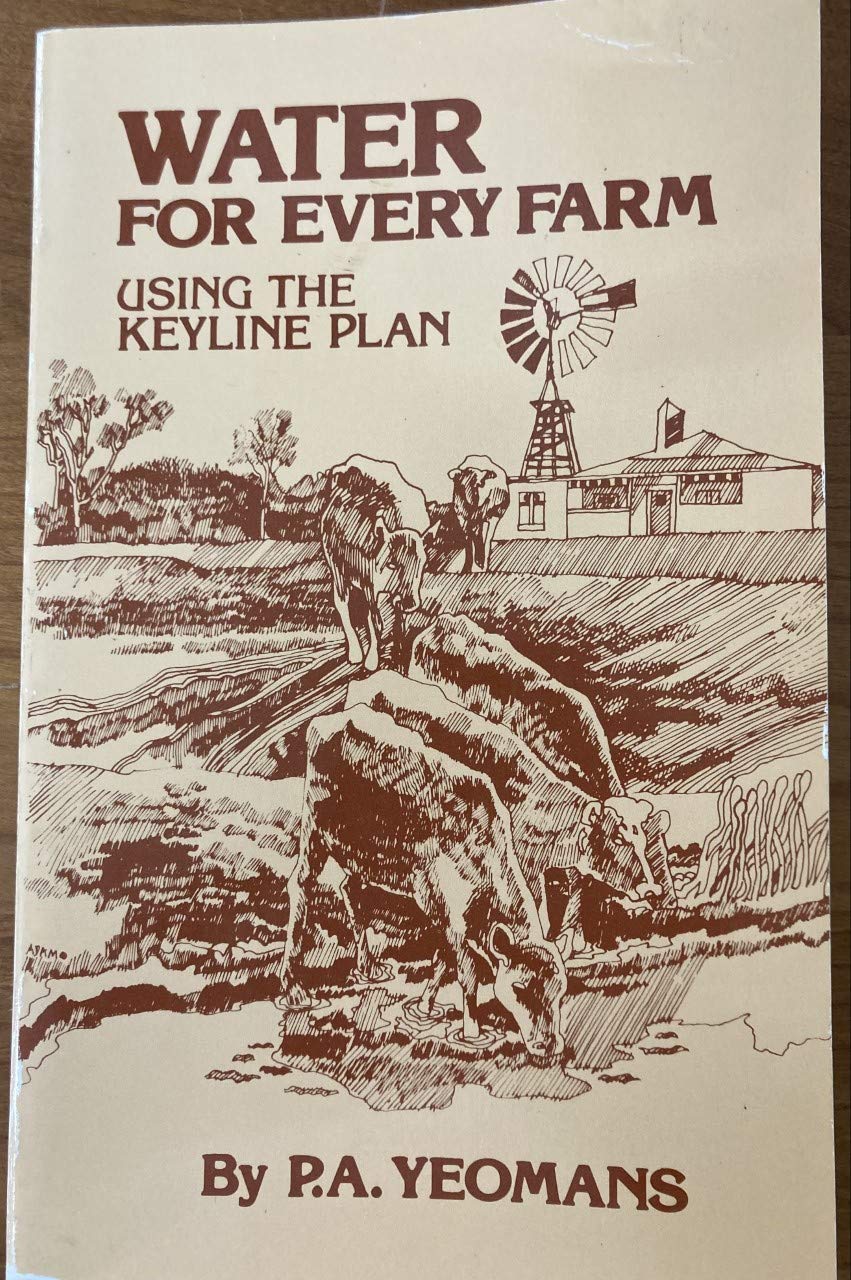 WATER
FOR EVERY FARM
USING THE
KEYLINE PLAN
By P.A. YEOMANS